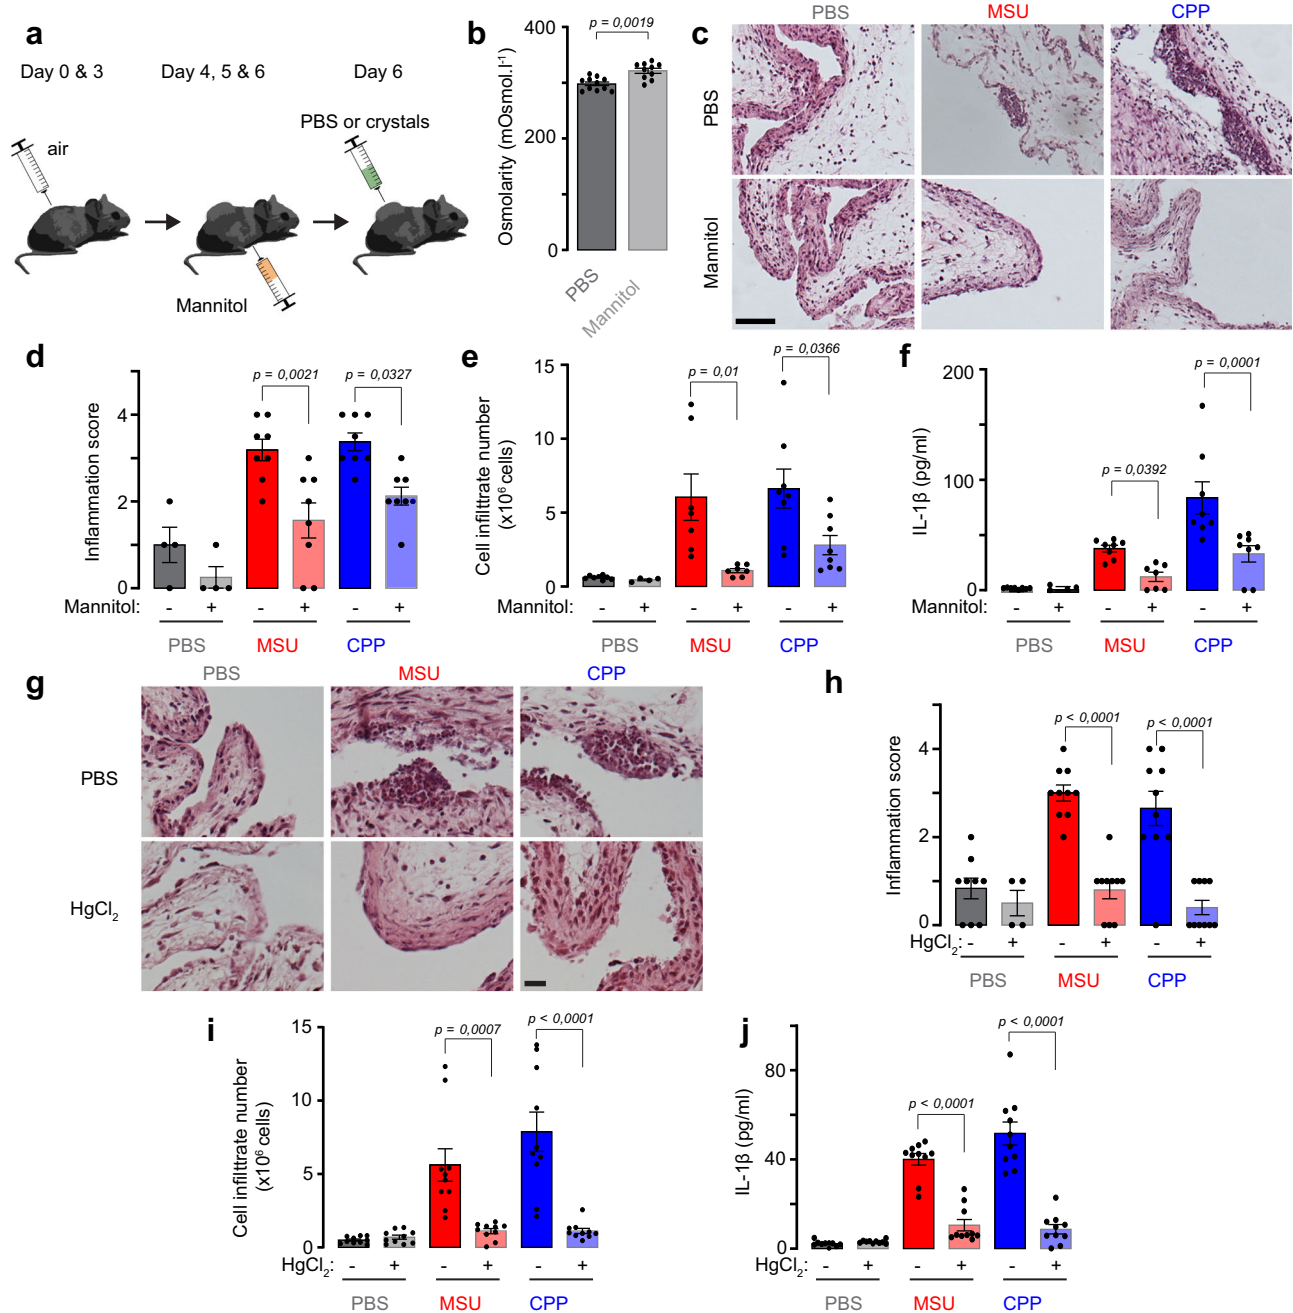 a
Day 0 & 3
Day 4, 5 & 6
Day 6
air
PBS or crystals
Mannitol
b
p = 0,0019
400
200
0
Osmolarity (mOsmol.l-1)
PBS
Mannitol
c
PBS
MSU
CPP
PBS
Mannitol
d
p = 0,0021
p = 0,0327
4
2
0
Inflammation score
Mannitol:
- + - + - +
PBS
MSU
CPP
e
p = 0,01
p = 0,0366
15
10
5
0
Cell infilttrate number
(x10⁶ cells)
Mannitol:
- + - + - +
PBS
MSU
CPP
f
p = 0,0392
p = 0,0001
200
100
0
IL-1β (pg/ml)
Mannitol:
- + - + - +
PBS
MSU
CPP
g
PBS
MSU
CPP
PBS
HgCl₂
h
p < 0,0001
p < 0,0001
4
2
0
Inflammation score
HgCl₂:
- + - + - +
PBS
MSU
CPP
i
p = 0,0007
p < 0,0001
15
10
5
0
Cell infilttrate number
(x10⁶ cells)
HgCl₂:
- + - + - +
PBS
MSU
CPP
j
p < 0,0001
p < 0,0001
80
40
0
IL-1β (pg/ml)
HgCl₂:
- + - + - +
PBS
MSU
CPP